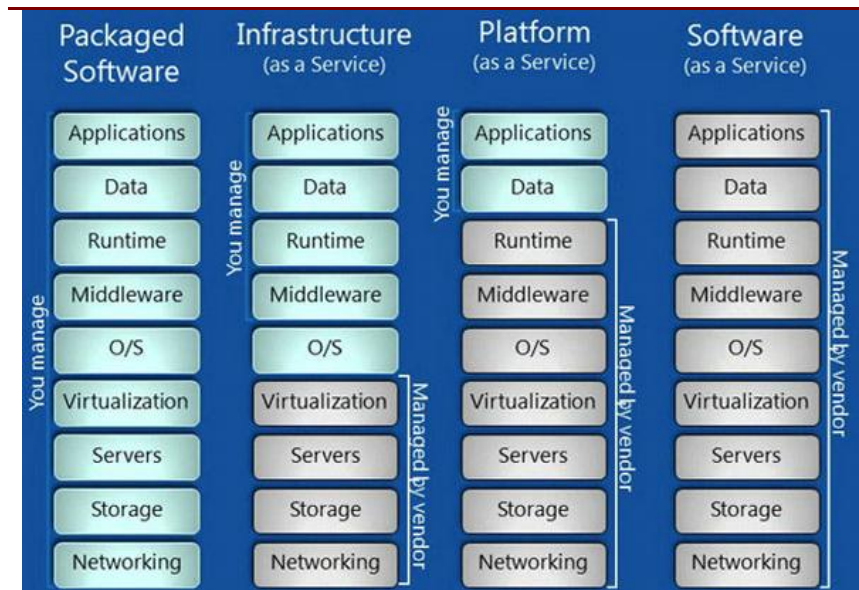 Packaged
Software
You manage
Applications
Data
Runtime
Middleware
O/S
Virtualization
Servers
Storage
Networking
Infrastructure
(as a Service)
You manage
Applications
Data
Runtime
Middleware
O/S
Virtualization
Servers
Storage
Networking
Managed by vendor
Platform
(as a Service)
You manage
Applications
Data
Runtime
Middleware
O/S
Virtualization
Servers
Storage
Networking
Managed by vendor
Software
(as a Service)
Applications
Data
Runtime
Middleware
O/S
Virtualization
Servers
Storage
Networking
Managed by vendor